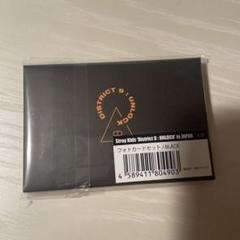 DISTRICT 9 : UNLOCK
Stray Kids 'District 9 : UNLOCK' in JAPAN
フォトカードセット/BLACK
4 589411 804903